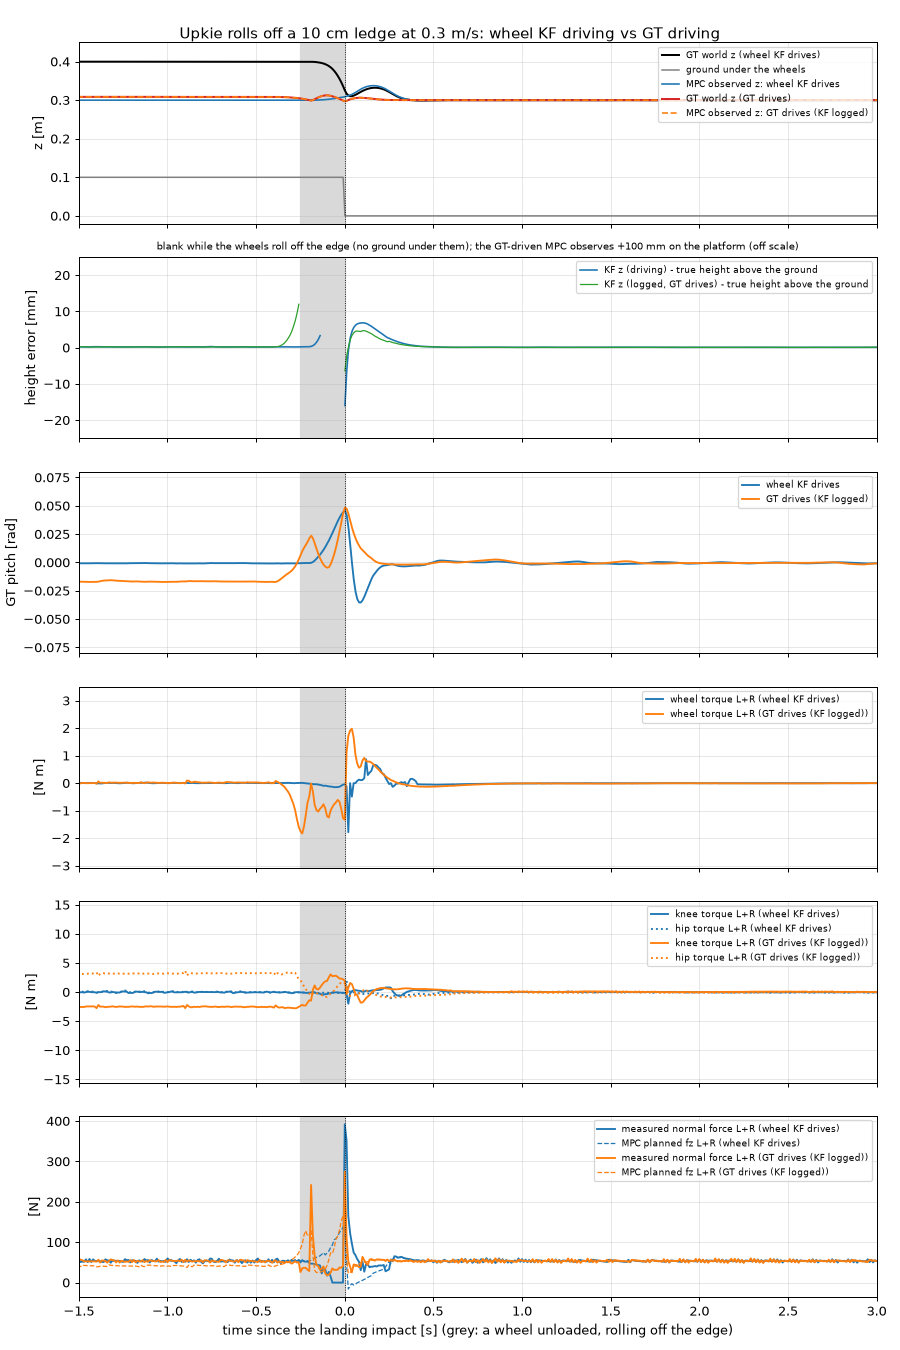 Upkie rolls off a 10 cm ledge at 0.3 m/s: wheel KF driving vs GT driving
z [m]
0.4
0.3
0.2
0.1
0.0
GT world z (wheel KF drives)
ground under the wheels
MPC observed z: wheel KF drives
GT world z (GT drives)
MPC observed z: GT drives (KF logged)
blank while the wheels roll off the edge (no ground under them); the GT-driven MPC observes +100 mm on the platform (off scale)
height error [mm]
20
10
0
−10
−20
KF z (driving) - true height above the ground
KF z (logged, GT drives) - true height above the ground
GT pitch [rad]
0.075
0.050
0.025
0.000
−0.025
−0.050
−0.075
wheel KF drives
GT drives (KF logged)
[N m]
3
2
1
0
−1
−2
−3
wheel torque L+R (wheel KF drives)
wheel torque L+R (GT drives (KF logged))
[N m]
15
10
5
0
−5
−10
−15
knee torque L+R (wheel KF drives)
hip torque L+R (wheel KF drives)
knee torque L+R (GT drives (KF logged))
hip torque L+R (GT drives (KF logged))
[N]
400
300
200
100
0
measured normal force L+R (wheel KF drives)
MPC planned fz L+R (wheel KF drives)
measured normal force L+R (GT drives (KF logged))
MPC planned fz L+R (GT drives (KF logged))
−1.5 −1.0 −0.5 0.0 0.5 1.0 1.5 2.0 2.5 3.0
time since the landing impact [s] (grey: a wheel unloaded, rolling off the edge)